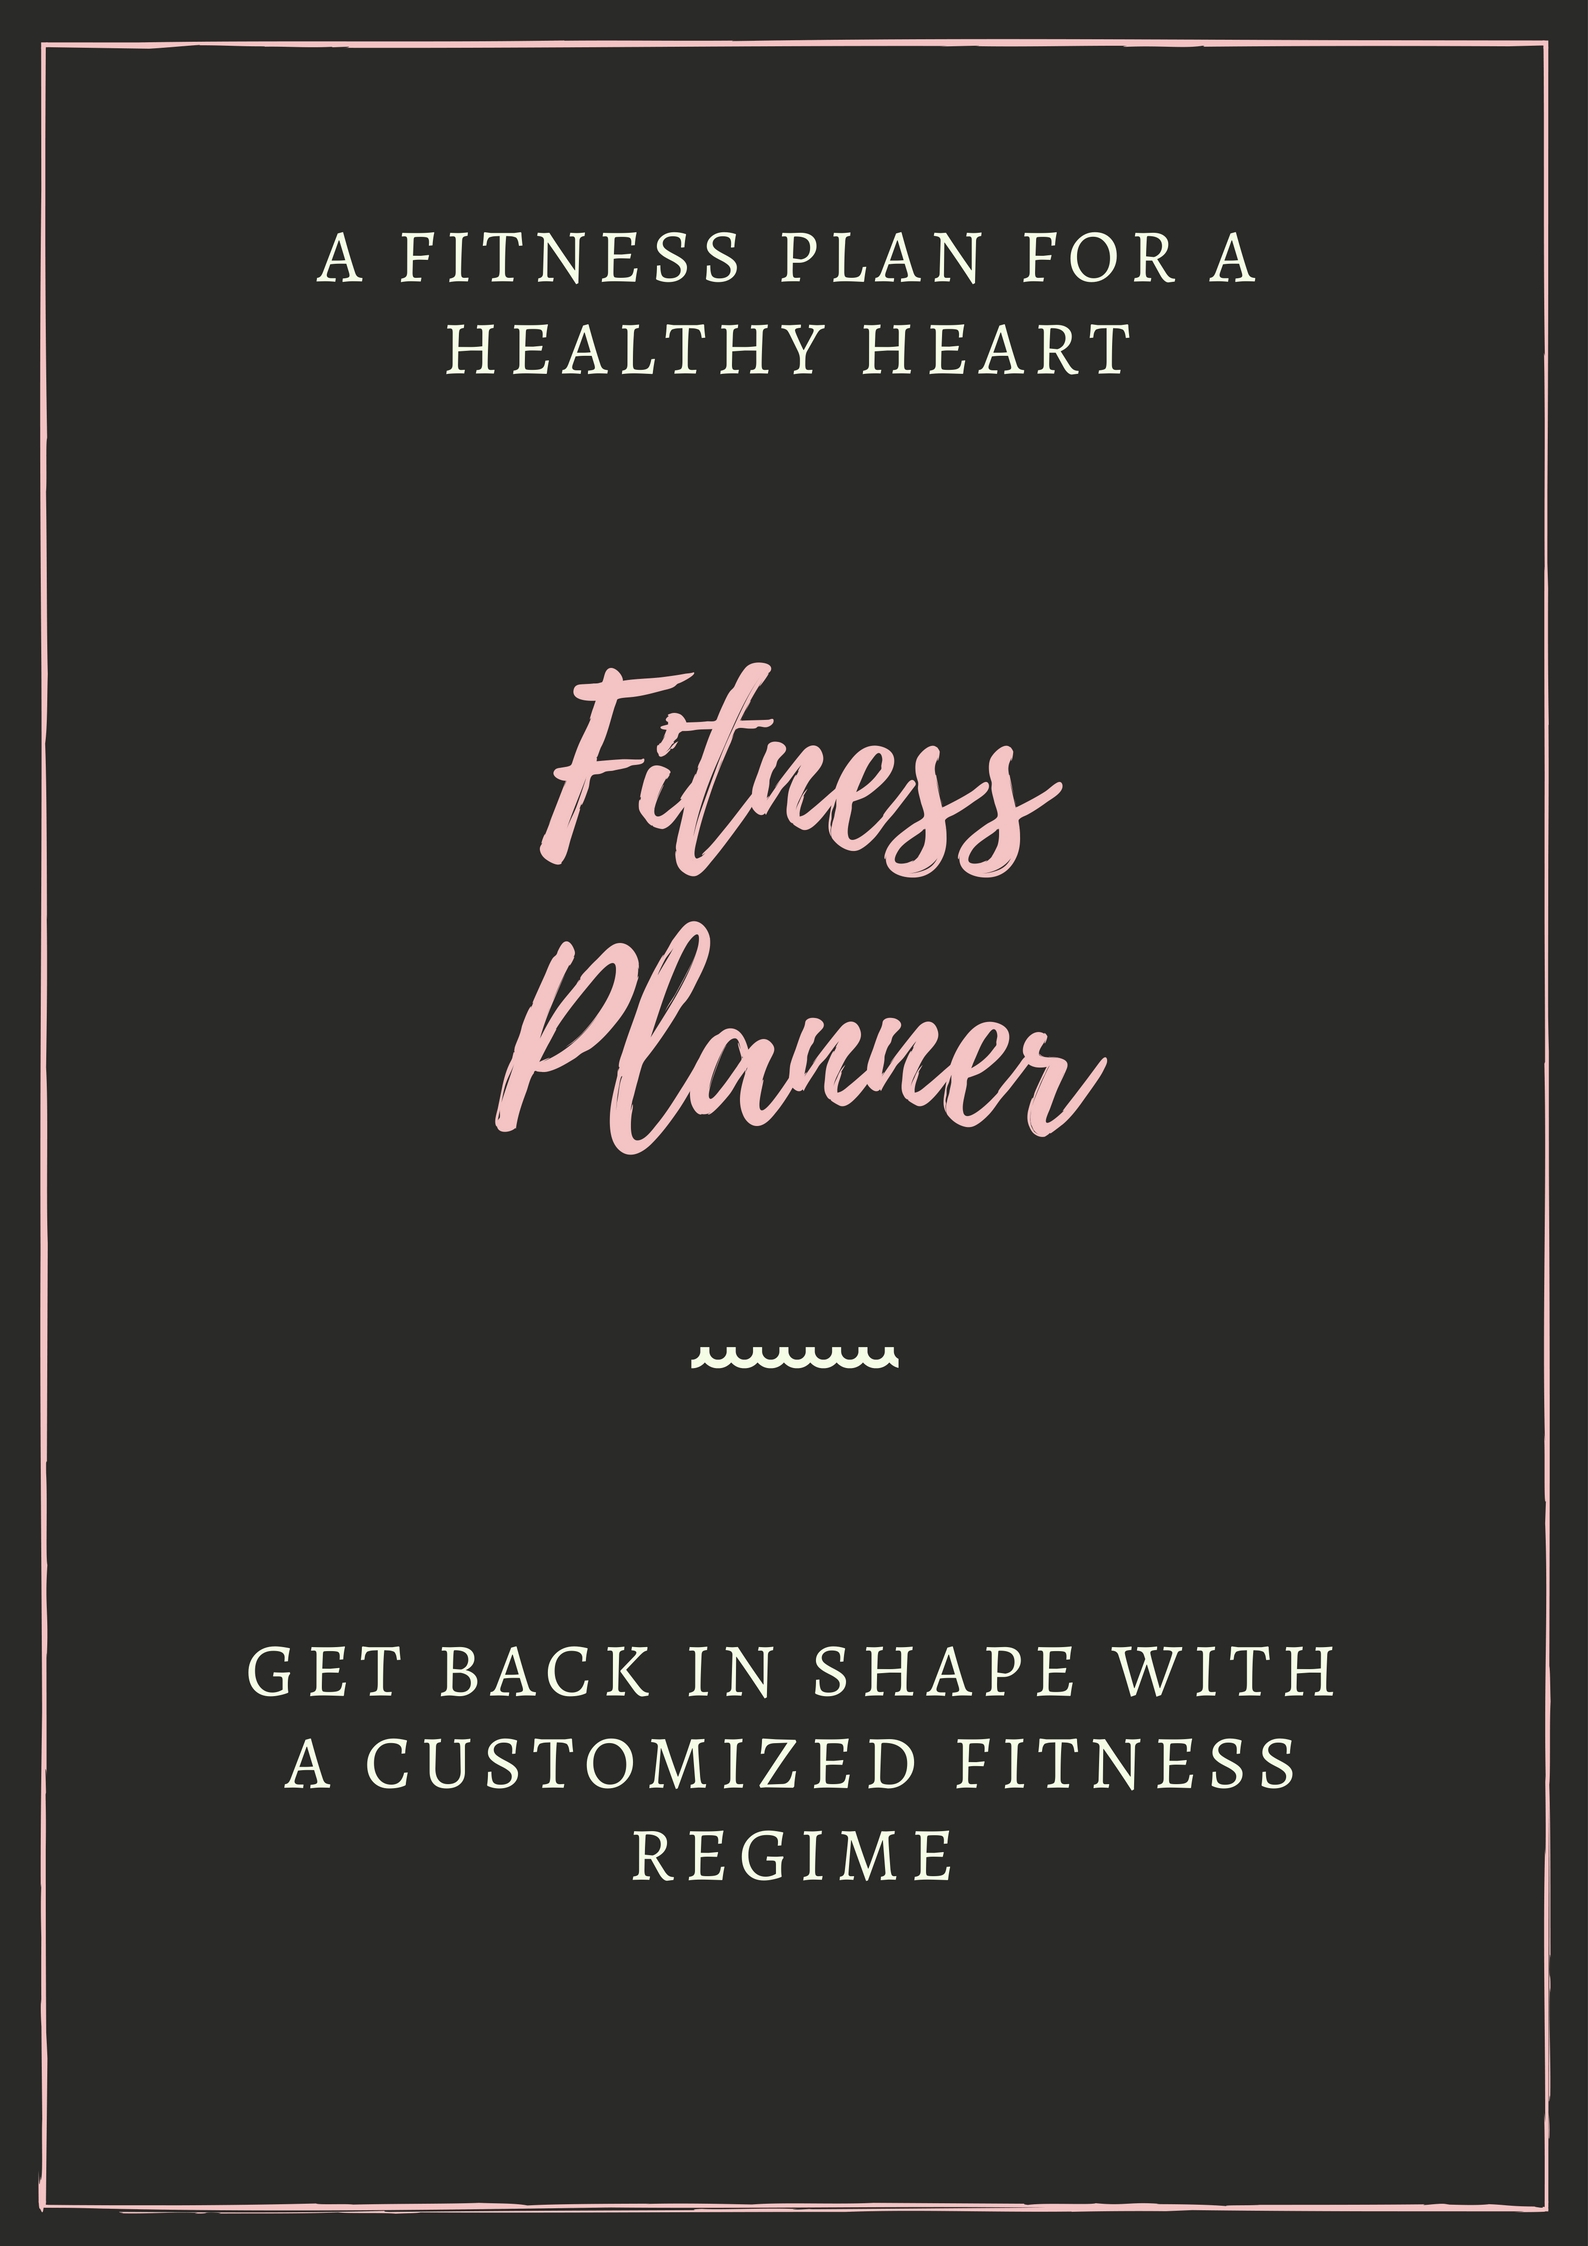 A FITNESS PLAN FOR A
HEALTHY HEART
Fitness
Planner
GET BACK IN SHAPE WITH
A CUSTOMIZED FITNESS
REGIME